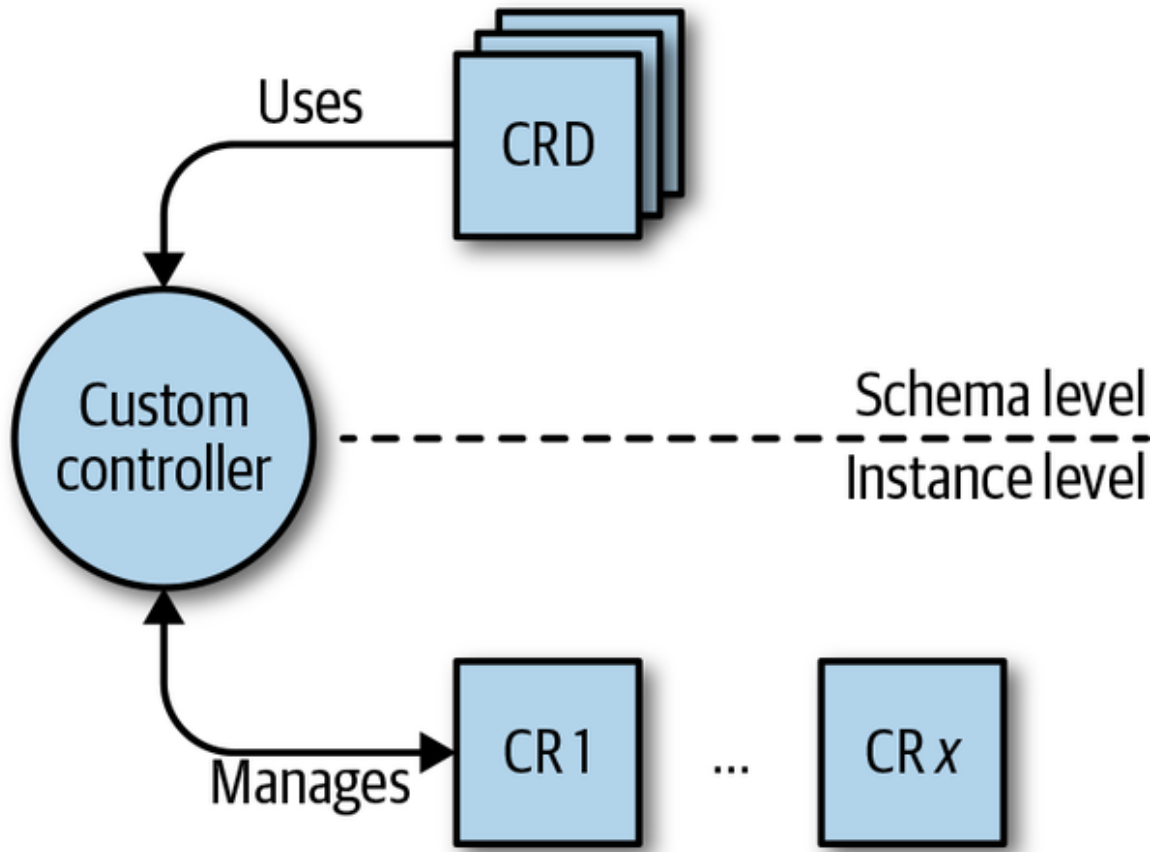 Uses
CRD
Custom
controller
Schema level
Instance level
Manages
CR 1
...
CR x